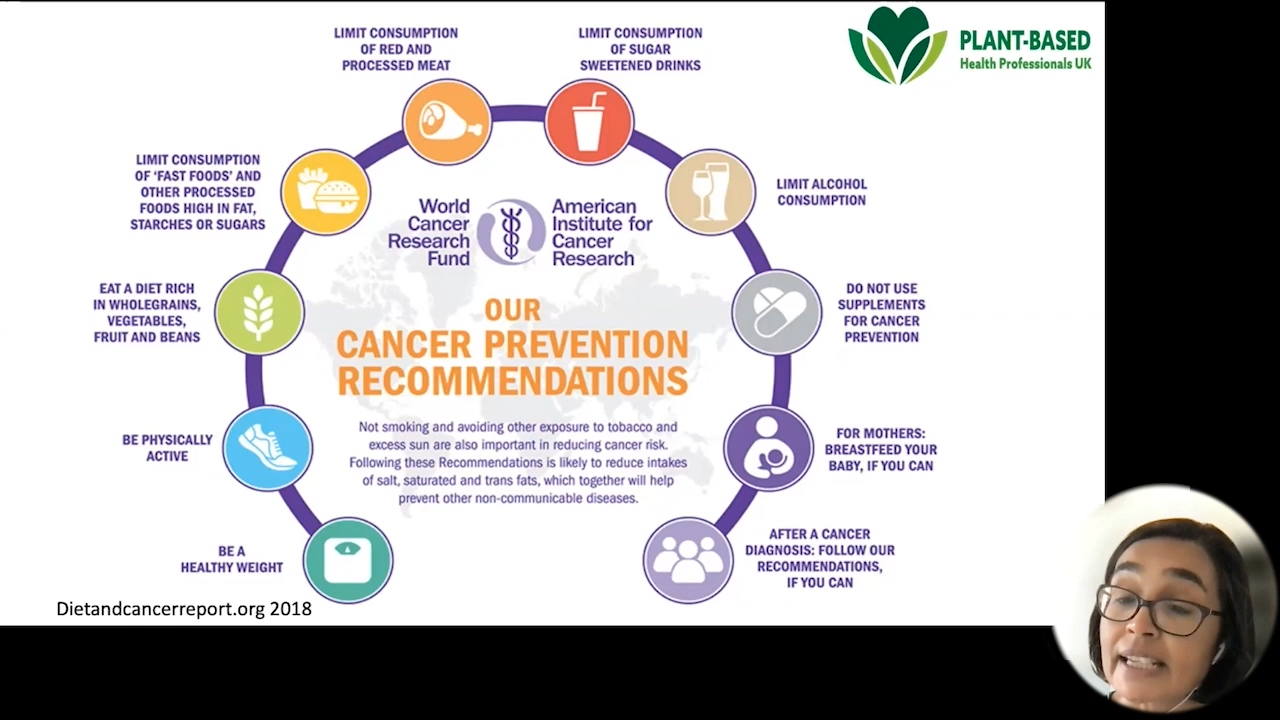 PLANT-BASED
Health Professionals UK
LIMIT CONSUMPTION
OF RED AND
PROCESSED MEAT
LIMIT CONSUMPTION
OF SUGAR
SWEETENED DRINKS
LIMIT CONSUMPTION
OF ‘FAST FOODS’ AND
OTHER PROCESSED
FOODS HIGH IN FAT,
STARCHES OR SUGARS
LIMIT ALCOHOL
CONSUMPTION
World
Cancer
Research
Fund
American
Institute for
Cancer
Research
EAT A DIET RICH
IN WHOLEGRAINS,
VEGETABLES,
FRUIT AND BEANS
DO NOT USE
SUPPLEMENTS
FOR CANCER
PREVENTION
OUR
CANCER PREVENTION
RECOMMENDATIONS
Not smoking and avoiding other exposure to tobacco and
excess sun are also important in reducing cancer risk.
Following these Recommendations is likely to reduce intakes
of salt, saturated and trans fats, which together will help
prevent other non-communicable diseases.
BE PHYSICALLY
ACTIVE
FOR MOTHERS:
BREASTFEED YOUR
BABY, IF YOU CAN
BE A
HEALTHY WEIGHT
AFTER A CANCER
DIAGNOSIS: FOLLOW OUR
RECOMMENDATIONS,
IF YOU CAN
Dietandcancerreport.org 2018